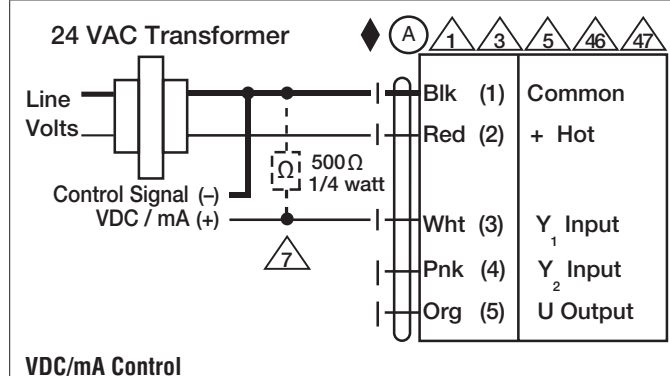 24 VAC Transformer
A 1 3 5 46 47
Line
Volts
Blk (1) Common
Red (2) + Hot
Ω 500Ω
1/4 watt
Control Signal (–)
VDC / mA (+)
7
Wht (3) Y₁ Input
Pnk (4) Y₂ Input
Org (5) U Output
VDC/mA Control